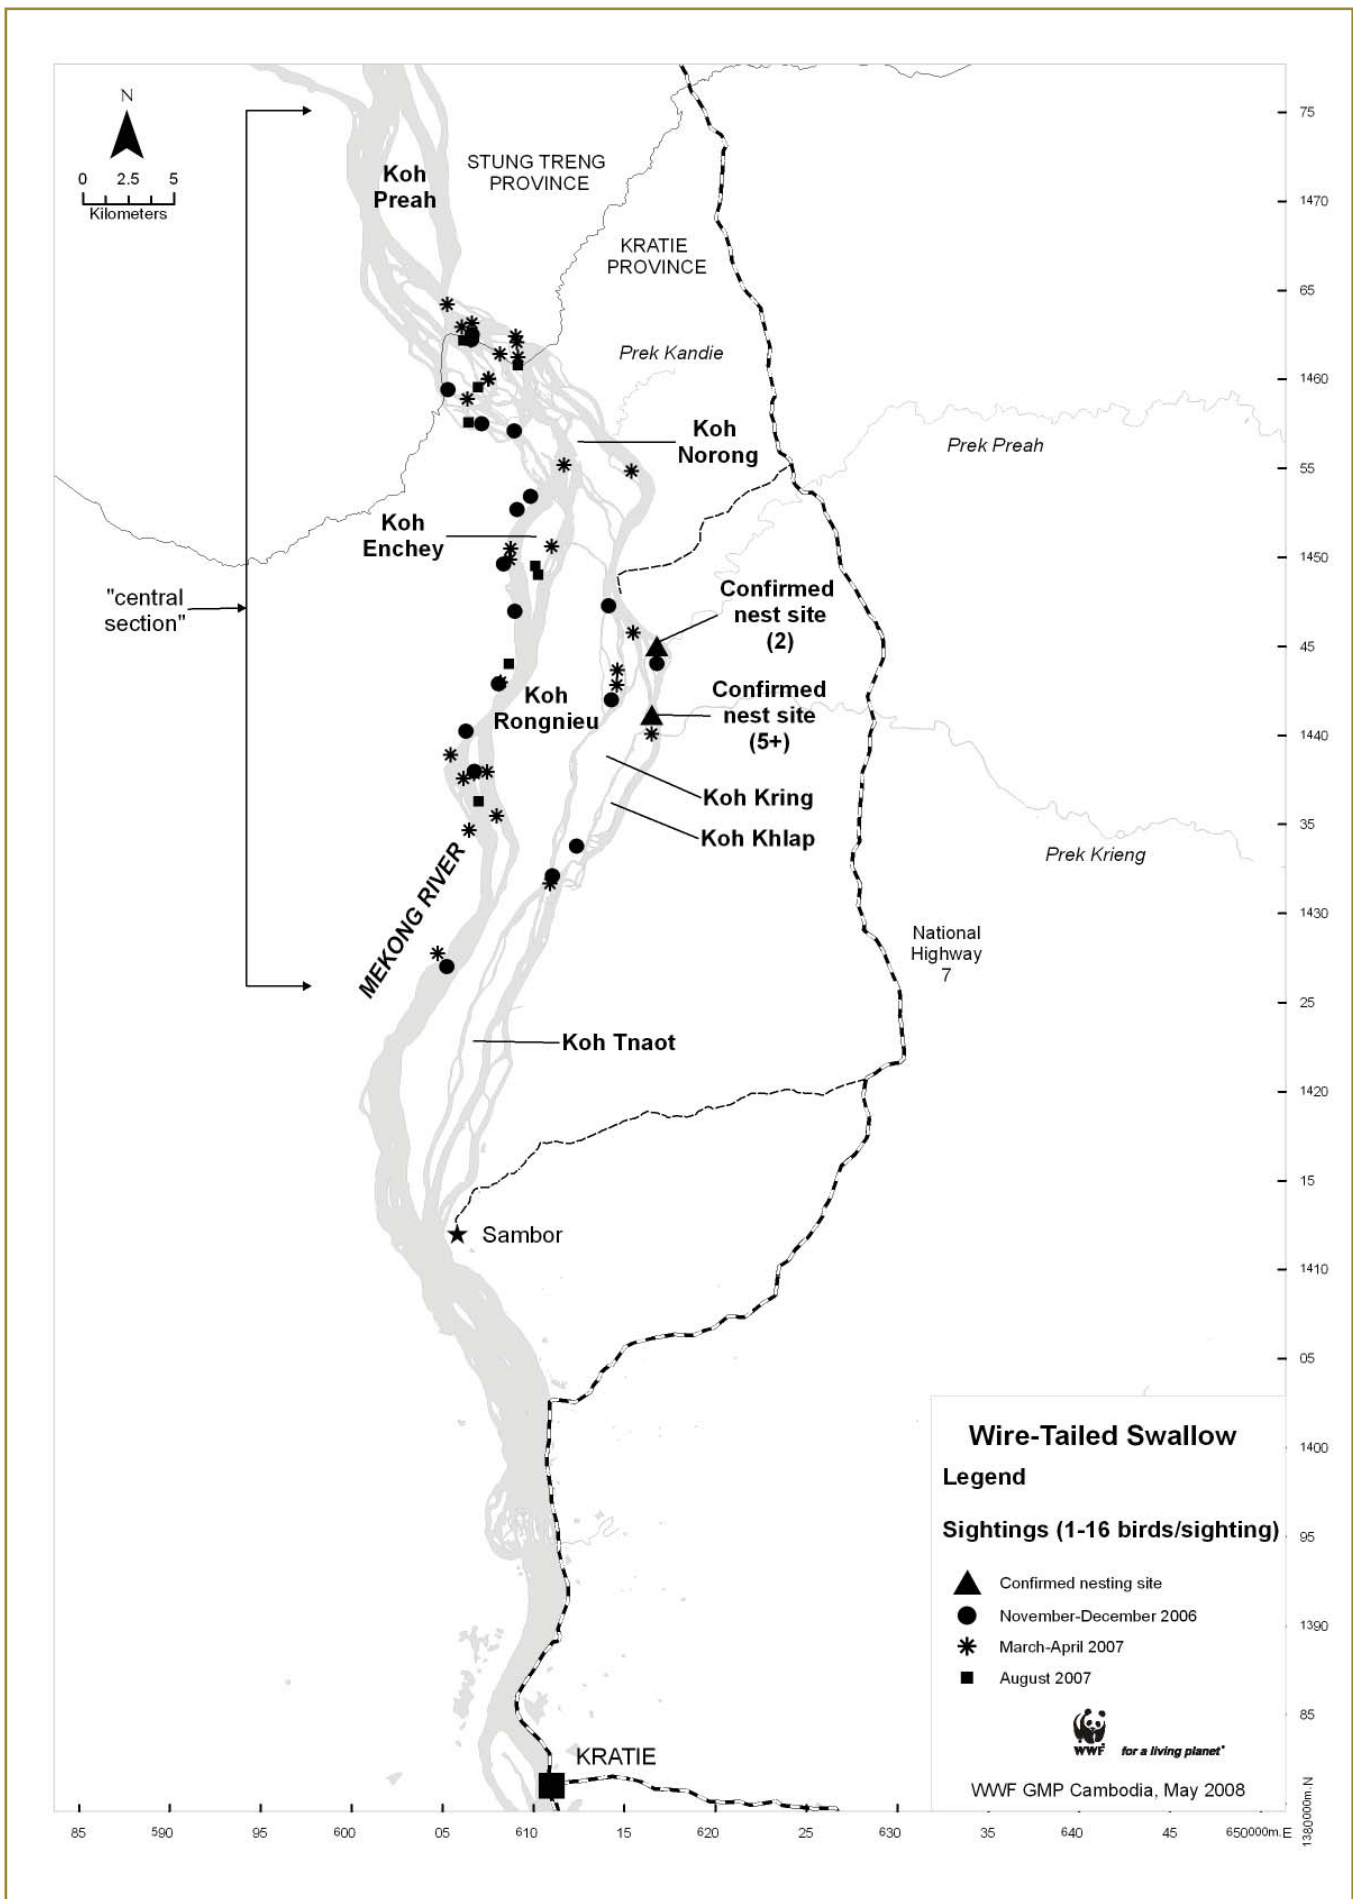 N
0 2.5 5
Kilometers
Koh
Preah
STUNG TRENG
PROVINCE
KRATIE
PROVINCE
Prek Kandie
Koh
Norong
Prek Preah
Koh
Enchey
"central
section"
Confirmed
nest site
(2)
Koh
Rongnieu
Confirmed
nest site
(5+)
Koh Kring
Koh Khlap
Prek Krieng
MEKONG RIVER
National
Highway
7
Koh Tnaot
Sambor
KRATIE
75
1470
65
1460
55
1450
45
1440
35
1430
25
1420
15
1410
05
1400
95
1390
85
1380000m.N
Wire-Tailed Swallow
Legend
Sightings (1-16 birds/sighting)
Confirmed nesting site
November-December 2006
March-April 2007
August 2007
WWF
for a living planet®
WWF GMP Cambodia, May 2008
85 590 95 600 05 610 15 620 25 630 35 640 45 650000m.E